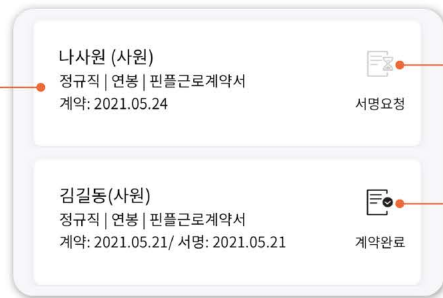 나사원 (사원)
정규직 | 연봉 | 핀플근로계약서
계약: 2021.05.24
서명요청
김길동(사원)
정규직 | 연봉 | 핀플근로계약서
계약: 2021.05.21/ 서명: 2021.05.21
계약완료